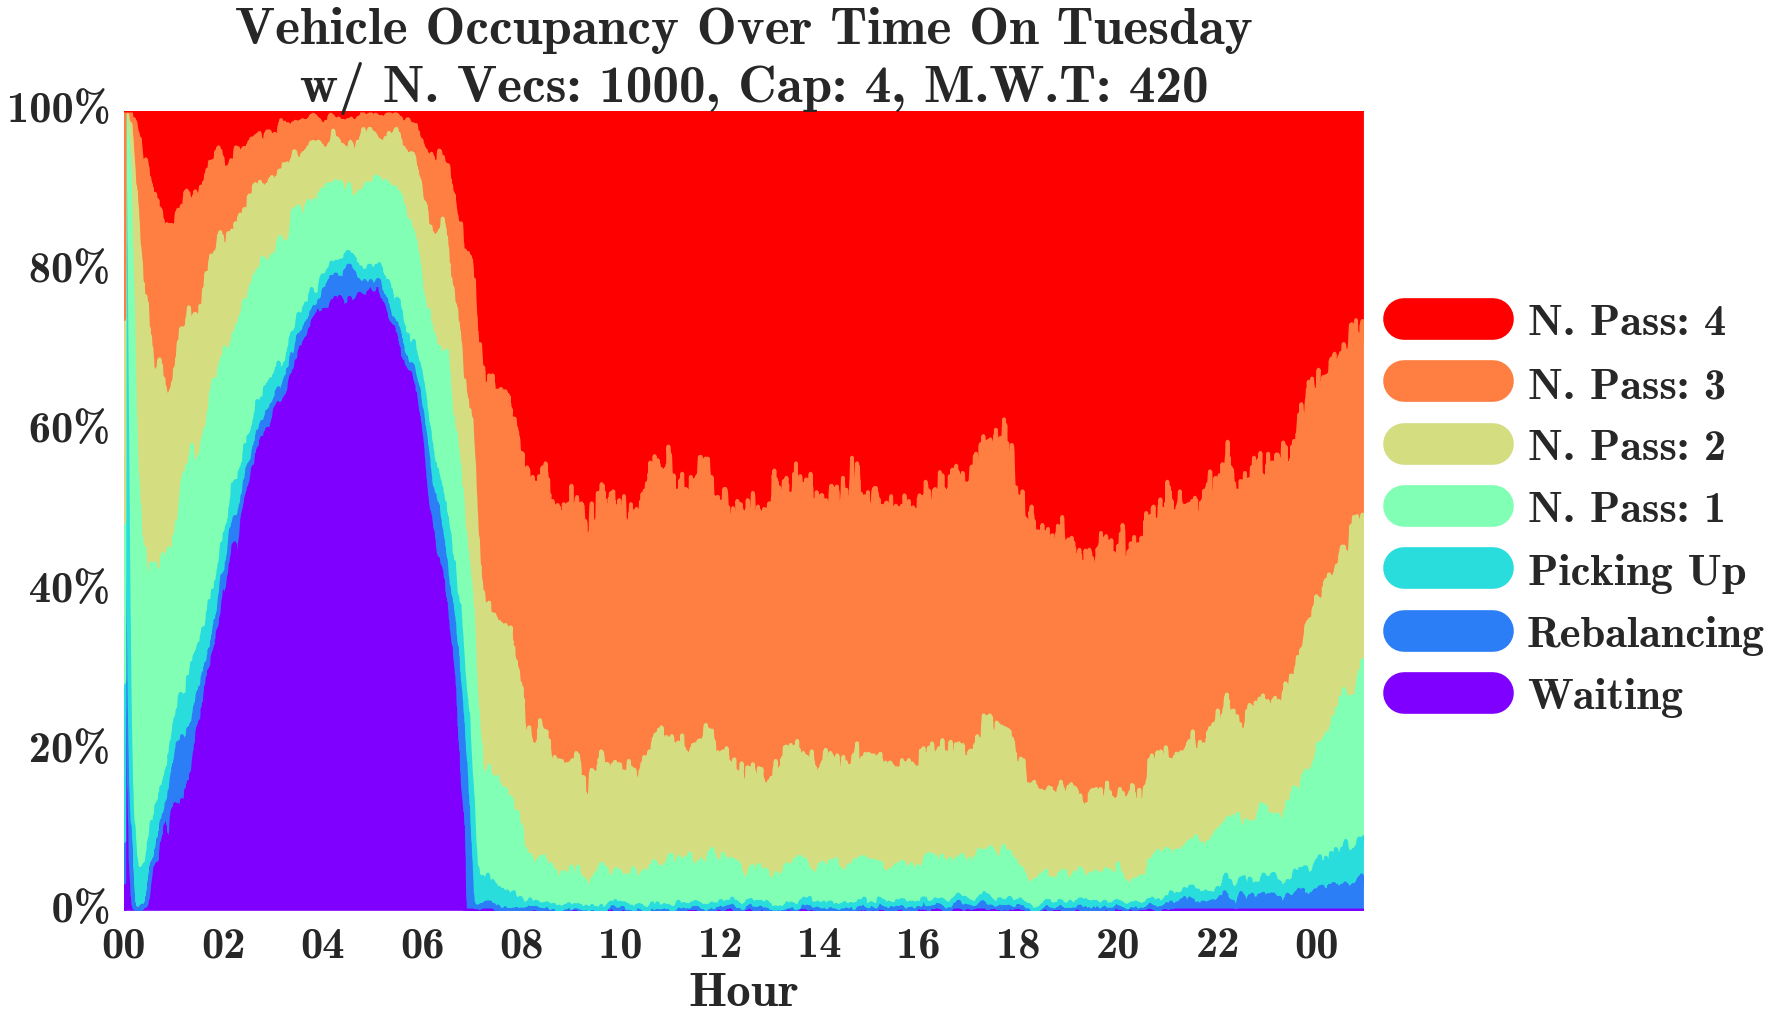 Vehicle Occupancy Over Time On Tuesday
w/ N. Vecs: 1000, Cap: 4, M.W.T: 420
100%
80%
60%
40%
20%
0%
00 02 04 06 08 10 12 14 16 18 20 22 00
Hour
N. Pass: 4
N. Pass: 3
N. Pass: 2
N. Pass: 1
Picking Up
Rebalancing
Waiting